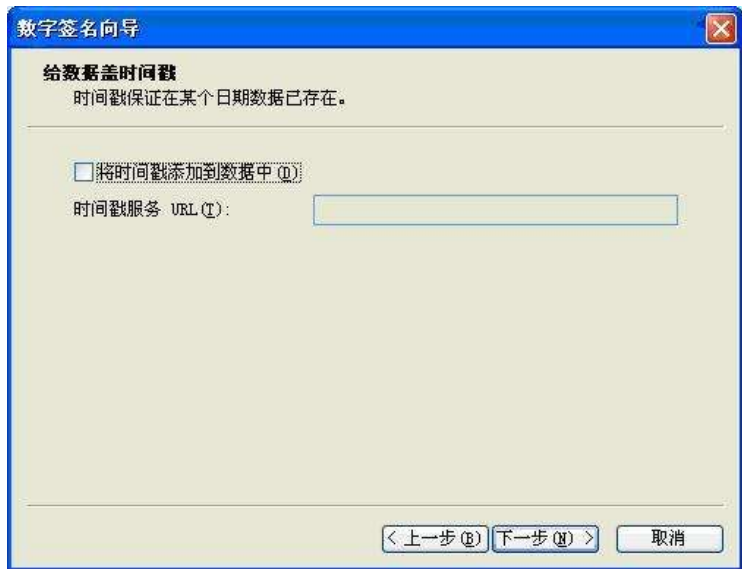 数字签名向导
给数据盖时间戳
时间戳保证在某个日期数据已存在。
将时间戳添加到数据中(D)
时间戳服务 URL(T):
< 上一步(B) 下一步(N) > 取消